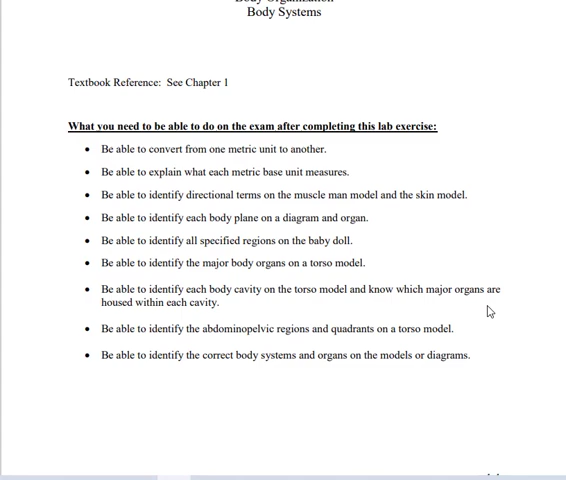 Body Organization
Body Systems
Textbook Reference:  See Chapter 1
What you need to be able to do on the exam after completing this lab exercise:
• Be able to convert from one metric unit to another.
• Be able to explain what each metric base unit measures.
• Be able to identify directional terms on the muscle man model and the skin model.
• Be able to identify each body plane on a diagram and organ.
• Be able to identify all specified regions on the baby doll.
• Be able to identify the major body organs on a torso model.
• Be able to identify each body cavity on the torso model and know which major organs are
housed within each cavity.
• Be able to identify the abdominopelvic regions and quadrants on a torso model.
• Be able to identify the correct body systems and organs on the models or diagrams.